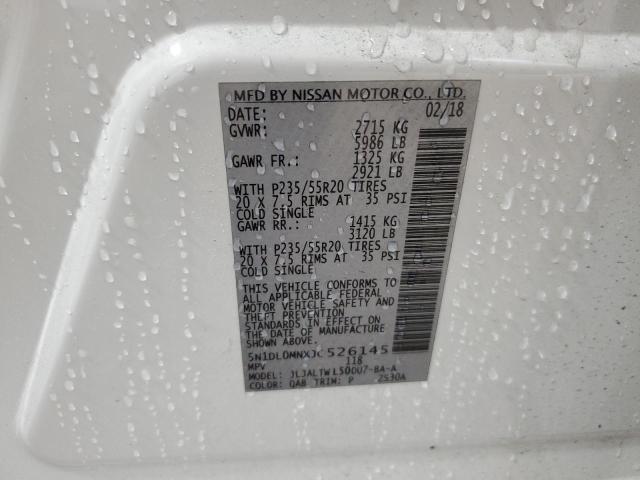 MFD BY NISSAN MOTOR CO., LTD.
DATE: 02/18
GVWR: 2715 KG
5986 LB
GAWR FR.: 1325 KG
2921 LB
WITH P235/55R20 TIRES
20 X 7.5 RIMS AT 35 PSI
COLD SINGLE
GAWR RR.: 1415 KG
3120 LB
WITH P235/55R20 TIRES
20 X 7.5 RIMS AT 35 PSI
COLD SINGLE
THIS VEHICLE CONFORMS TO
ALL APPLICABLE FEDERAL
MOTOR VEHICLE SAFETY AND
THEFT PREVENTION
STANDARDS IN EFFECT ON
THE DATE OF MANUFACTURE
SHOWN ABOVE.
5N1DL0MNXJC526145
MPV 118
MODEL: JLJALTWL50UU7-BA-A
COLOR: QAB TRIM: P 2S30A